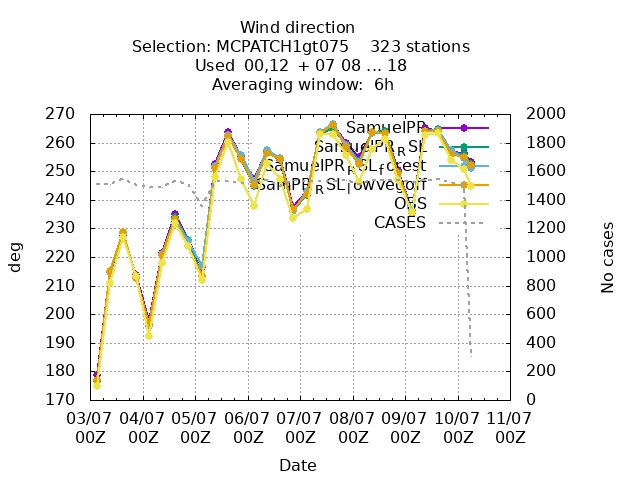 Wind direction
Selection: MCPATCH1gt075 323 stations
Used 00,12 + 07 08 ... 18
Averaging window: 6h
270 2000
SamuelPR
260 1800
SamuelPR_RSL
250 1600
SamuelPR_RSL_forest
SamPR_RSL_lowvegoff
240 1400
OBS
230 1200
CASES
220 1000
210 800
200 600
190 400
180 200
170 0
deg
No cases
03/07 04/07 05/07 06/07 07/07 08/07 09/07 10/07 11/07
00Z 00Z 00Z 00Z 00Z 00Z 00Z 00Z 00Z
Date